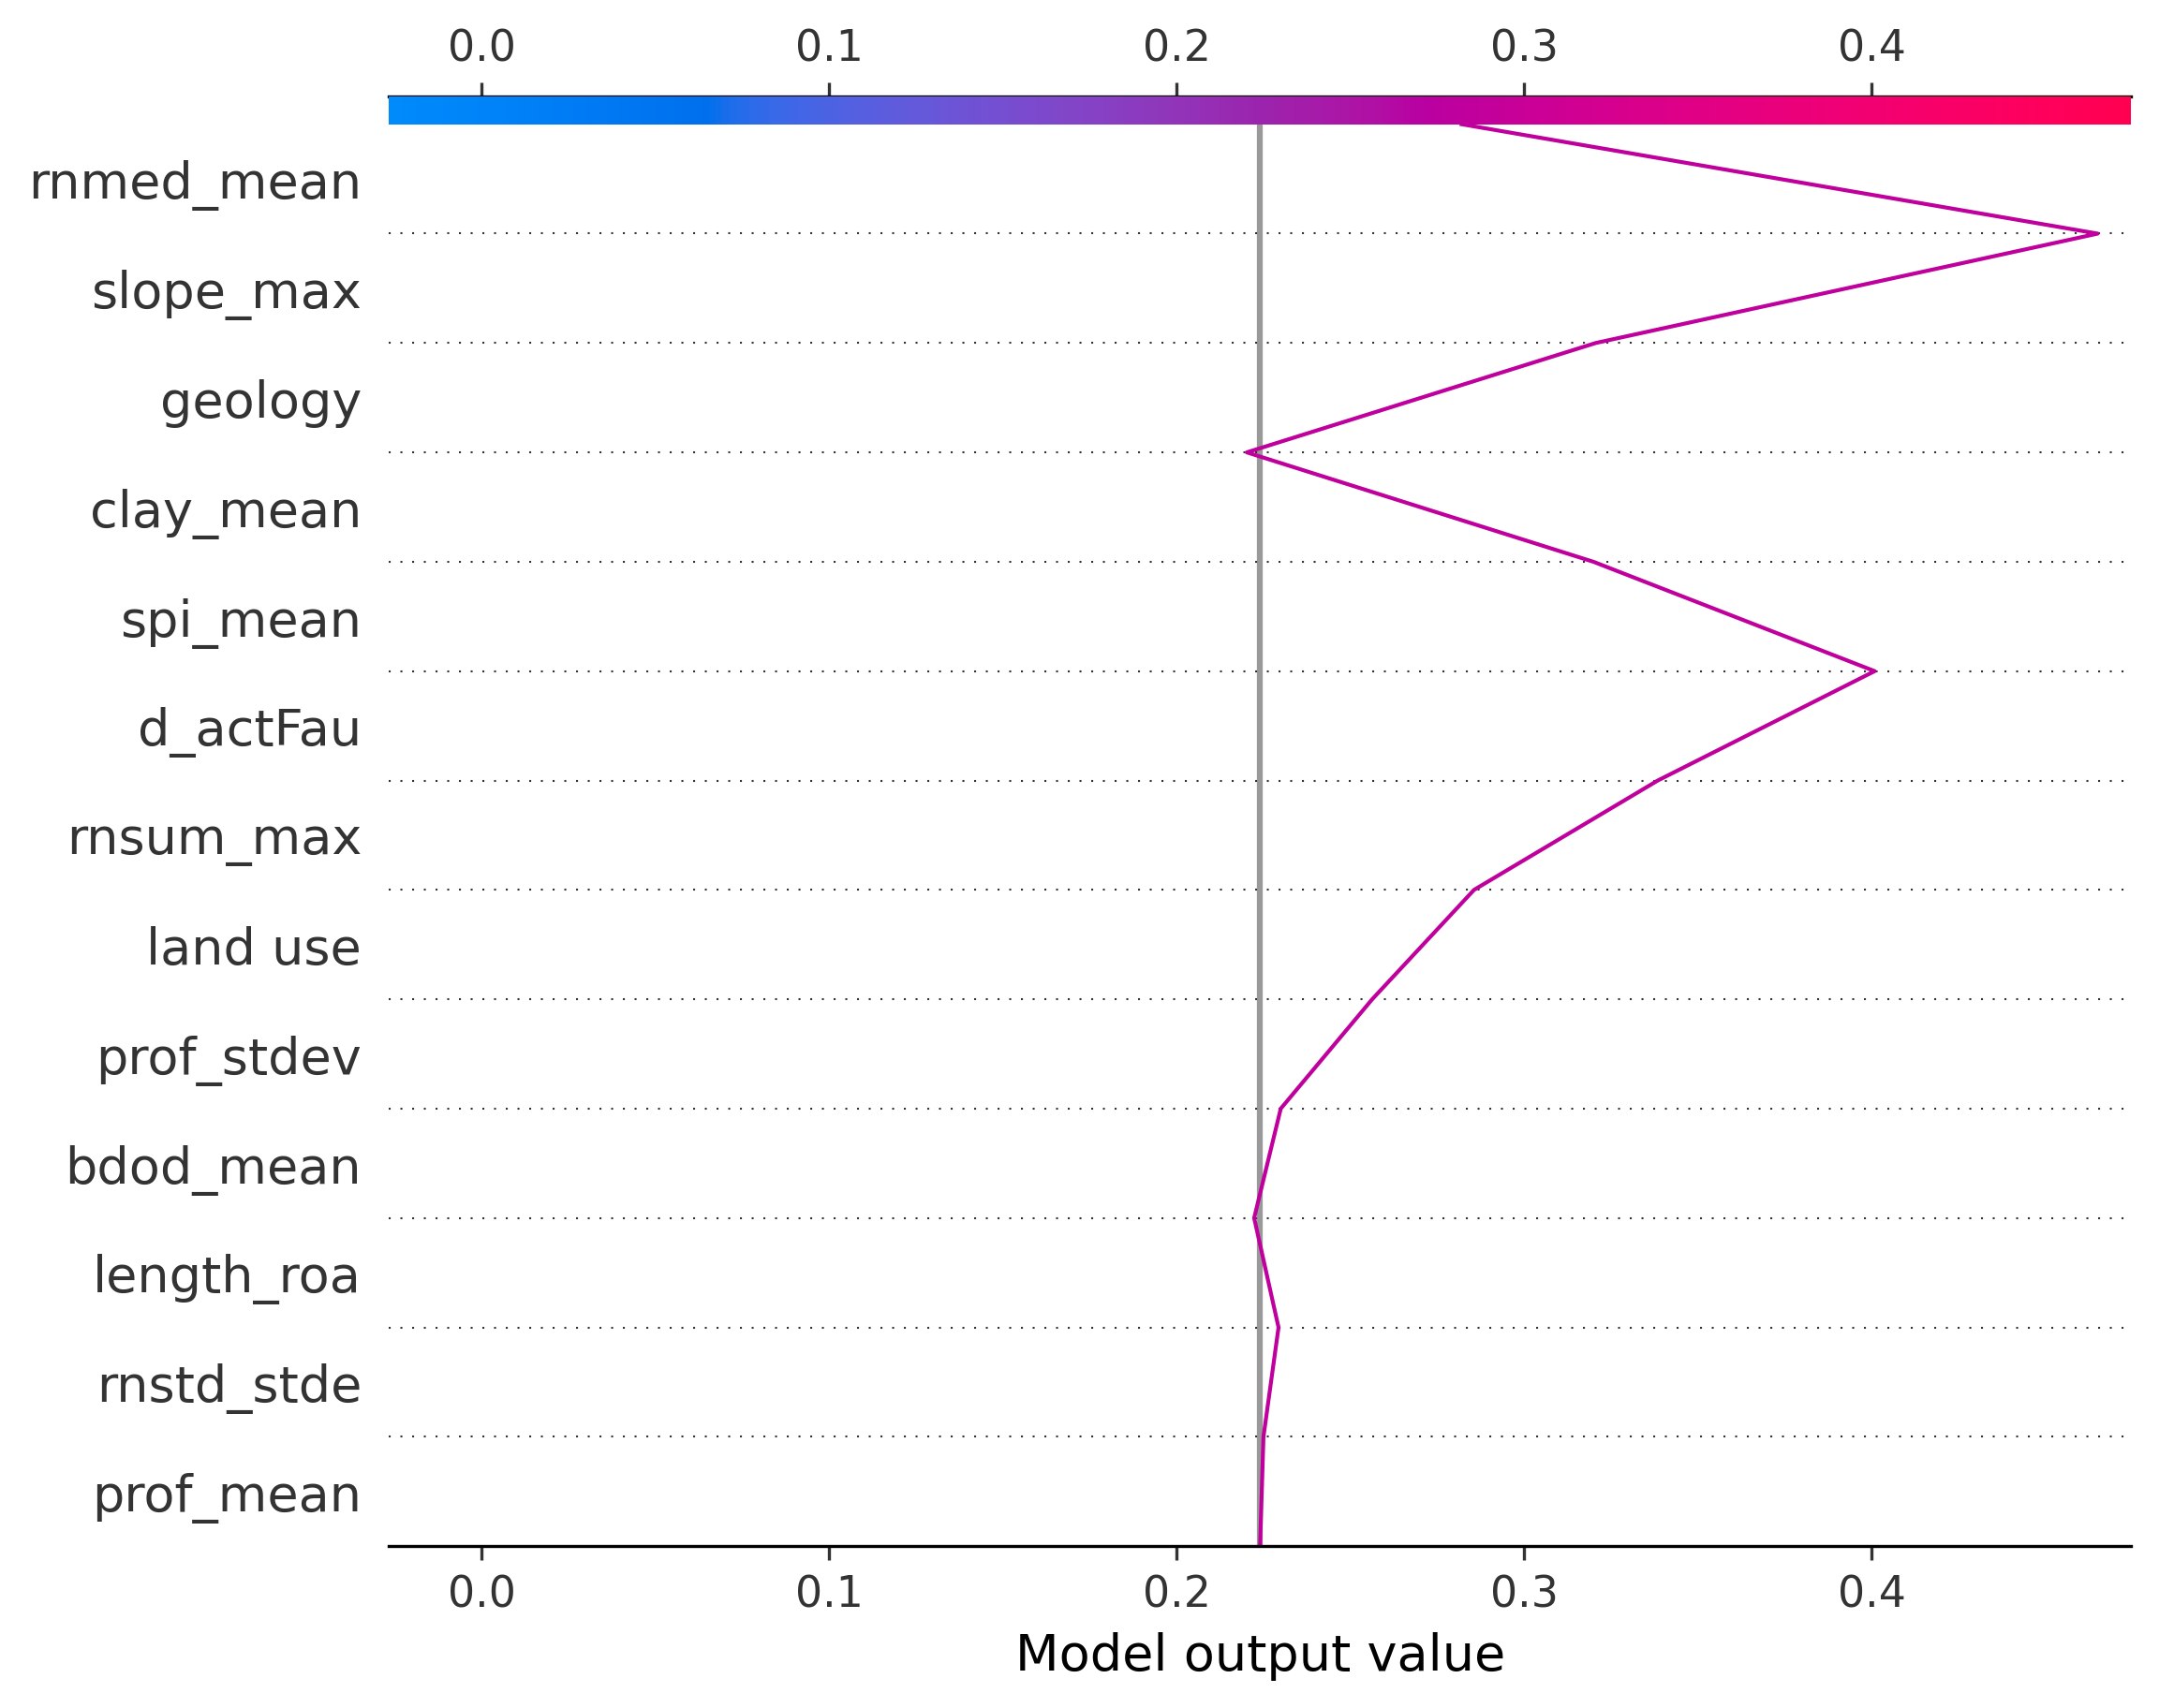 0.0 0.1 0.2 0.3 0.4
rnmed_mean
slope_max
geology
clay_mean
spi_mean
d_actFau
rnsum_max
land use
prof_stdev
bdod_mean
length_roa
rnstd_stde
prof_mean
0.0 0.1 0.2 0.3 0.4
Model output value